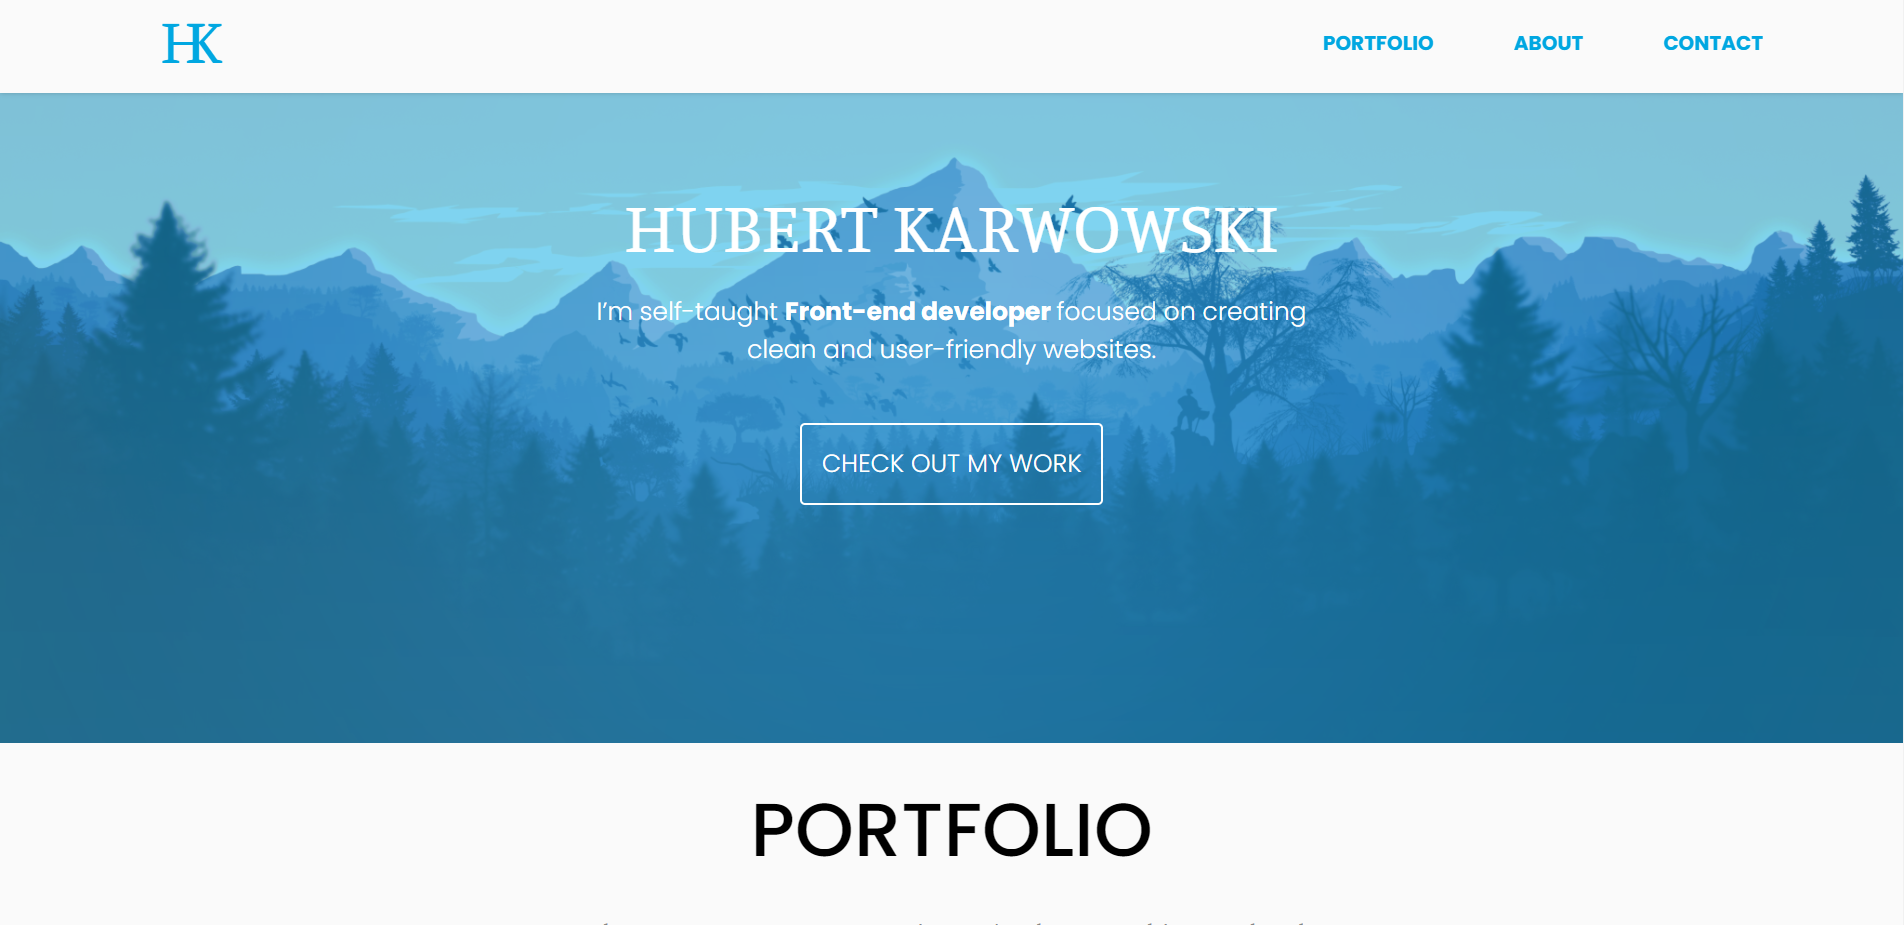 HK
PORTFOLIO
ABOUT
CONTACT
HUBERT KARWOWSKI
I'm self-taught Front-end developer focused on creating
clean and user-friendly websites.
CHECK OUT MY WORK
PORTFOLIO